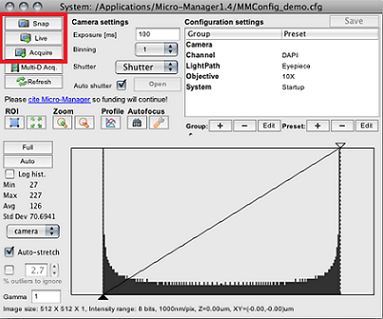 System: /Applications/Micro-Manager1.4/MMConfig_demo.cfg
Snap
Live
Acquire
Multi-D Acq.
Refresh
Camera settings
Exposure [ms] 100
Binning 1
Shutter Shutter
Auto shutter Open
Configuration settings Save
Group Preset
Camera
Channel DAPI
LightPath Eyepiece
Objective 10X
System Startup
Group: + - Edit Preset: + - Edit
Please cite Micro-Manager so funding will continue!
ROI Zoom Profile Autofocus
Full
Auto
Log hist.
Min 27
Max 227
Avg 126
Std Dev 70.6941
camera
Auto-stretch
2.7
% outliers to ignore
Gamma 1
Image size: 512 X 512 X 1, Intensity range: 8 bits, 1000nm/pix, Z=0.00um, XY=(-0.00,-0.00)um